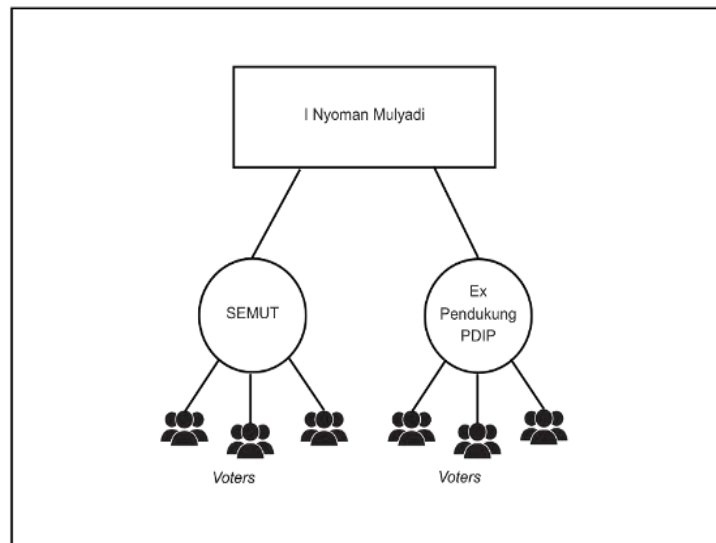 I Nyoman Mulyadi
SEMUT
Ex
Pendukung
PDIP
Voters
Voters